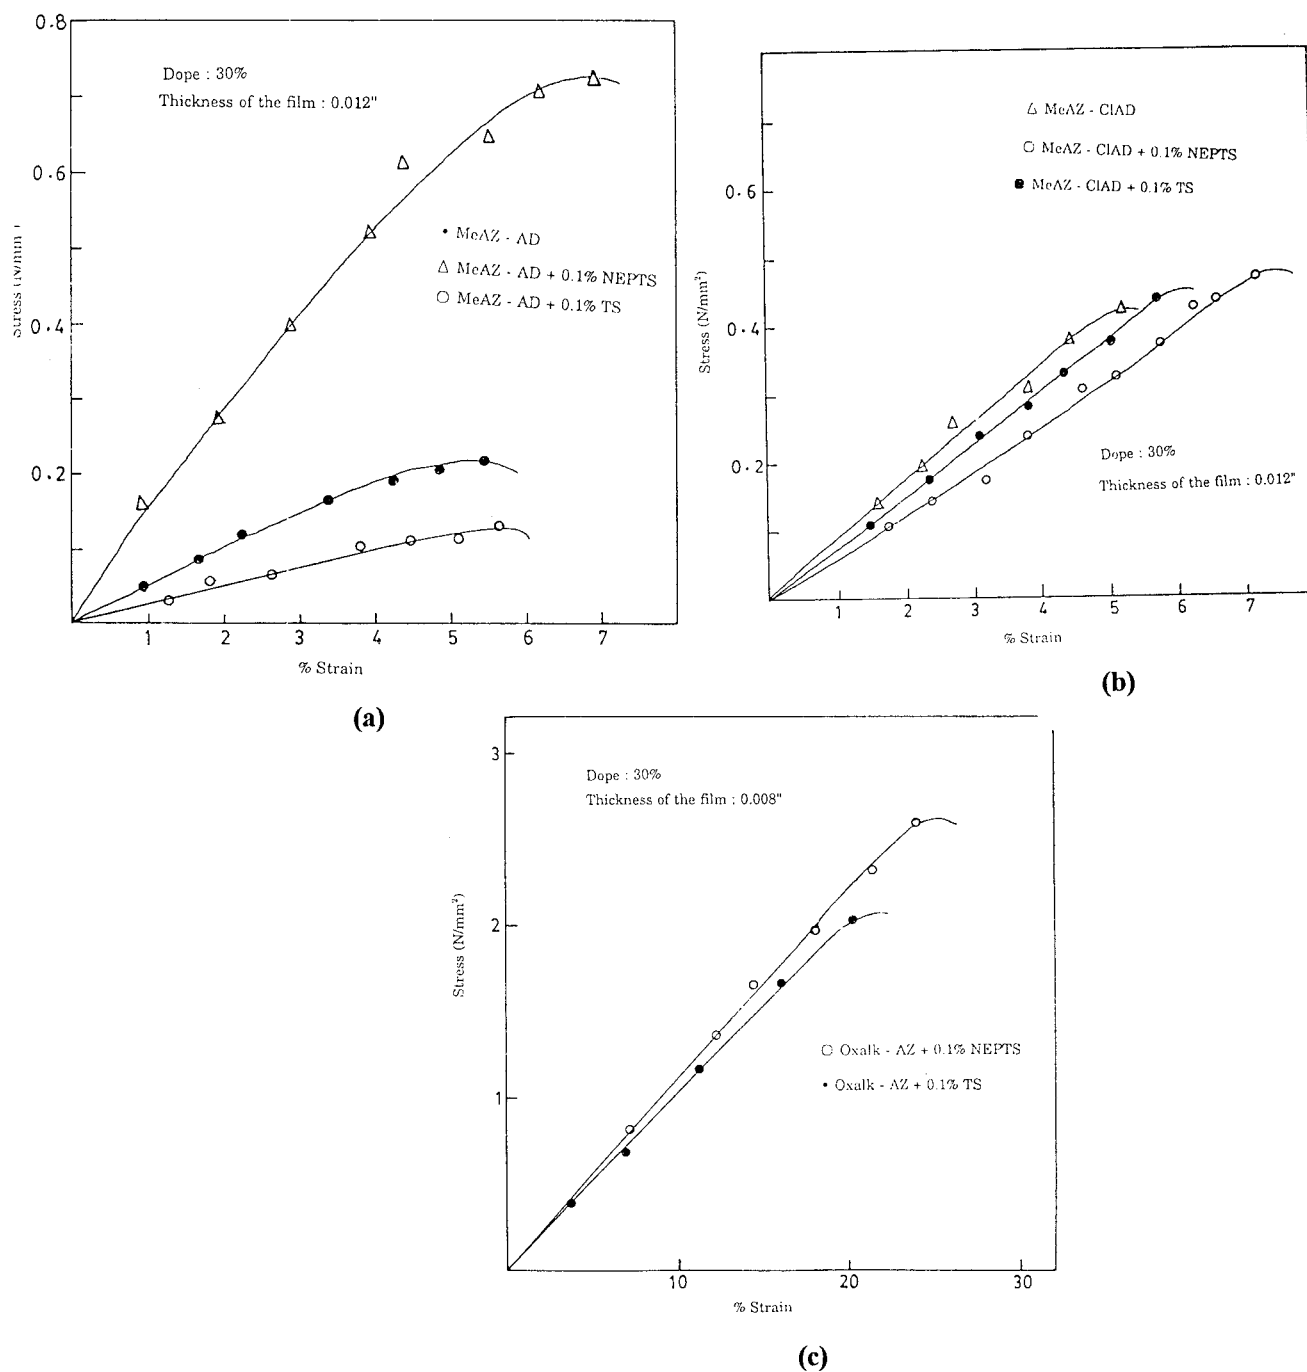 0.8
Dope : 30%
Thickness of the film : 0.012"
0.6
Stress
• MeAZ - AD
△ MeAZ - AD + 0.1% NEPTS
○ MeAZ - AD + 0.1% TS
0.4
0.2
1 2 3 4 5 6 7
% Strain
(a)
△ MeAZ - ClAD
○ MeAZ - ClAD + 0.1% NEPTS
● MeAZ - ClAD + 0.1% TS
0.6
Stress (N/mm²)
0.4
0.2
Dope : 30%
Thickness of the film : 0.012"
1 2 3 4 5 6 7
% Strain
(b)
3
Dope : 30%
Thickness of the film : 0.008"
Stress (N/mm²)
2
○ Oxalk - AZ + 0.1% NEPTS
• Oxalk - AZ + 0.1% TS
1
10 20 30
% Strain
(c)